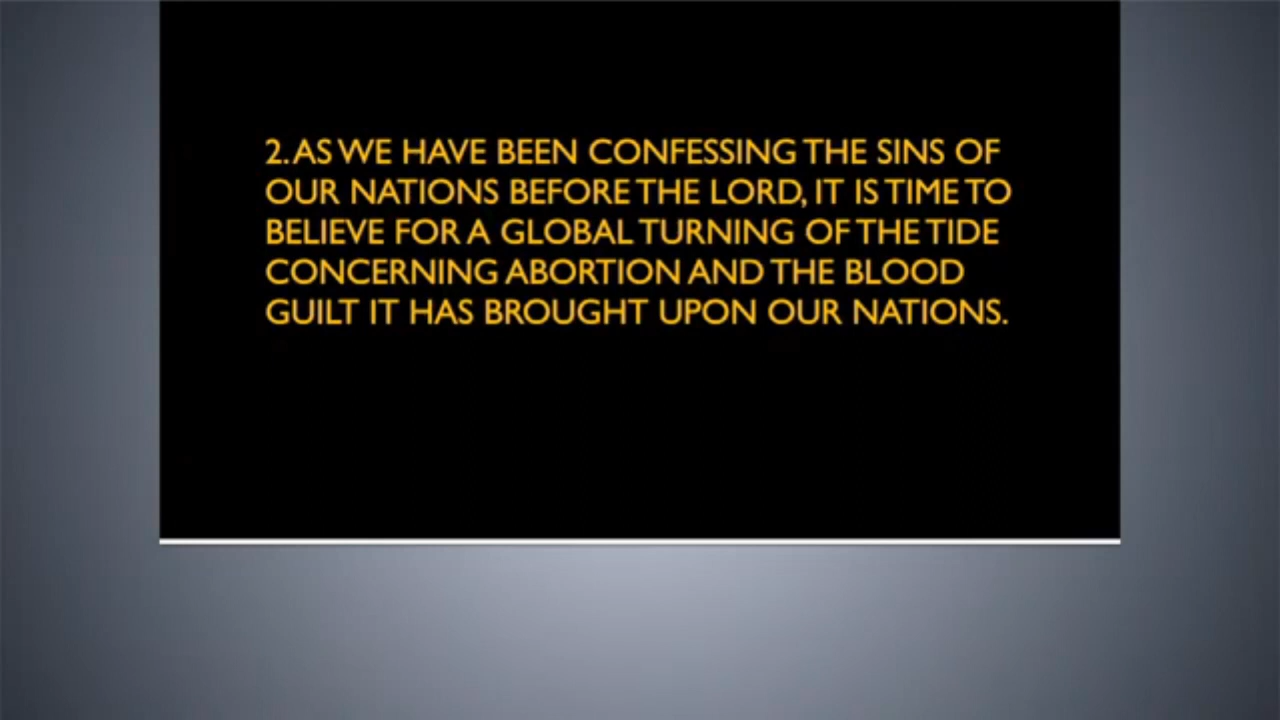 2. AS WE HAVE BEEN CONFESSING THE SINS OF
OUR NATIONS BEFORE THE LORD, IT IS TIME TO
BELIEVE FOR A GLOBAL TURNING OF THE TIDE
CONCERNING ABORTION AND THE BLOOD
GUILT IT HAS BROUGHT UPON OUR NATIONS.